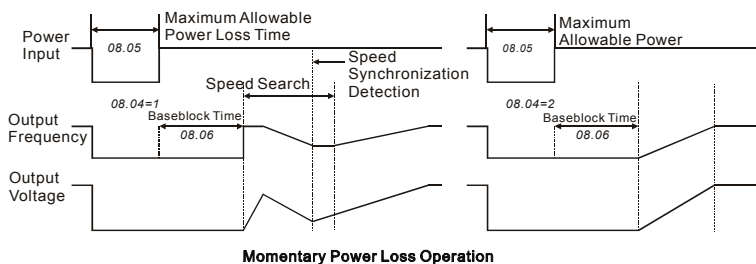 Power
Input
Maximum Allowable
Power Loss Time
08.05
Speed
Synchronization
Detection
Speed Search
08.04=1
Baseblock Time
08.06
Output
Frequency
Output
Voltage
Maximum
Allowable Power
08.05
08.04=2
Baseblock Time
08.06
Momentary Power Loss Operation